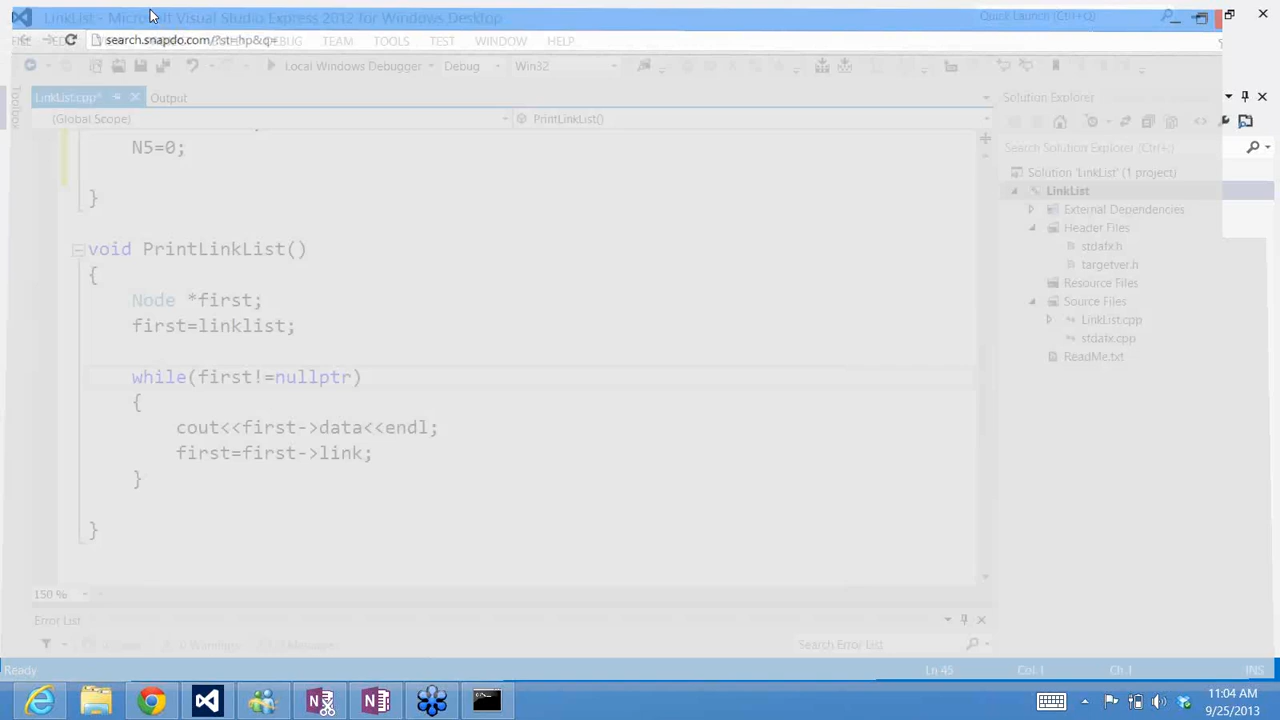 LinkList - Microsoft Visual Studio Express 2012 for Windows Desktop
Quick Launch (Ctrl+Q)
search.snapdo.com/?st=hp&q=
DEBUG TEAM TOOLS TEST WINDOW HELP
Local Windows Debugger Debug Win32
LinkList.cpp* Output
Solution Explorer
(Global Scope) PrintLinkList()
Toolbox
N5=0;
Search Solution Explorer (Ctrl+;)
}
Solution 'LinkList' (1 project)
LinkList
External Dependencies
Header Files
stdafx.h
targetver.h
Resource Files
Source Files
LinkList.cpp
stdafx.cpp
ReadMe.txt
void PrintLinkList()
{
Node *first;
first=linklist;
while(first!=nullptr)
{
cout<<first->data<<endl;
first=first->link;
}
}
150 %
Error List
Search Error List
Ready Ln 45 Col 1 Ch 1 INS
11:04 AM
9/25/2013